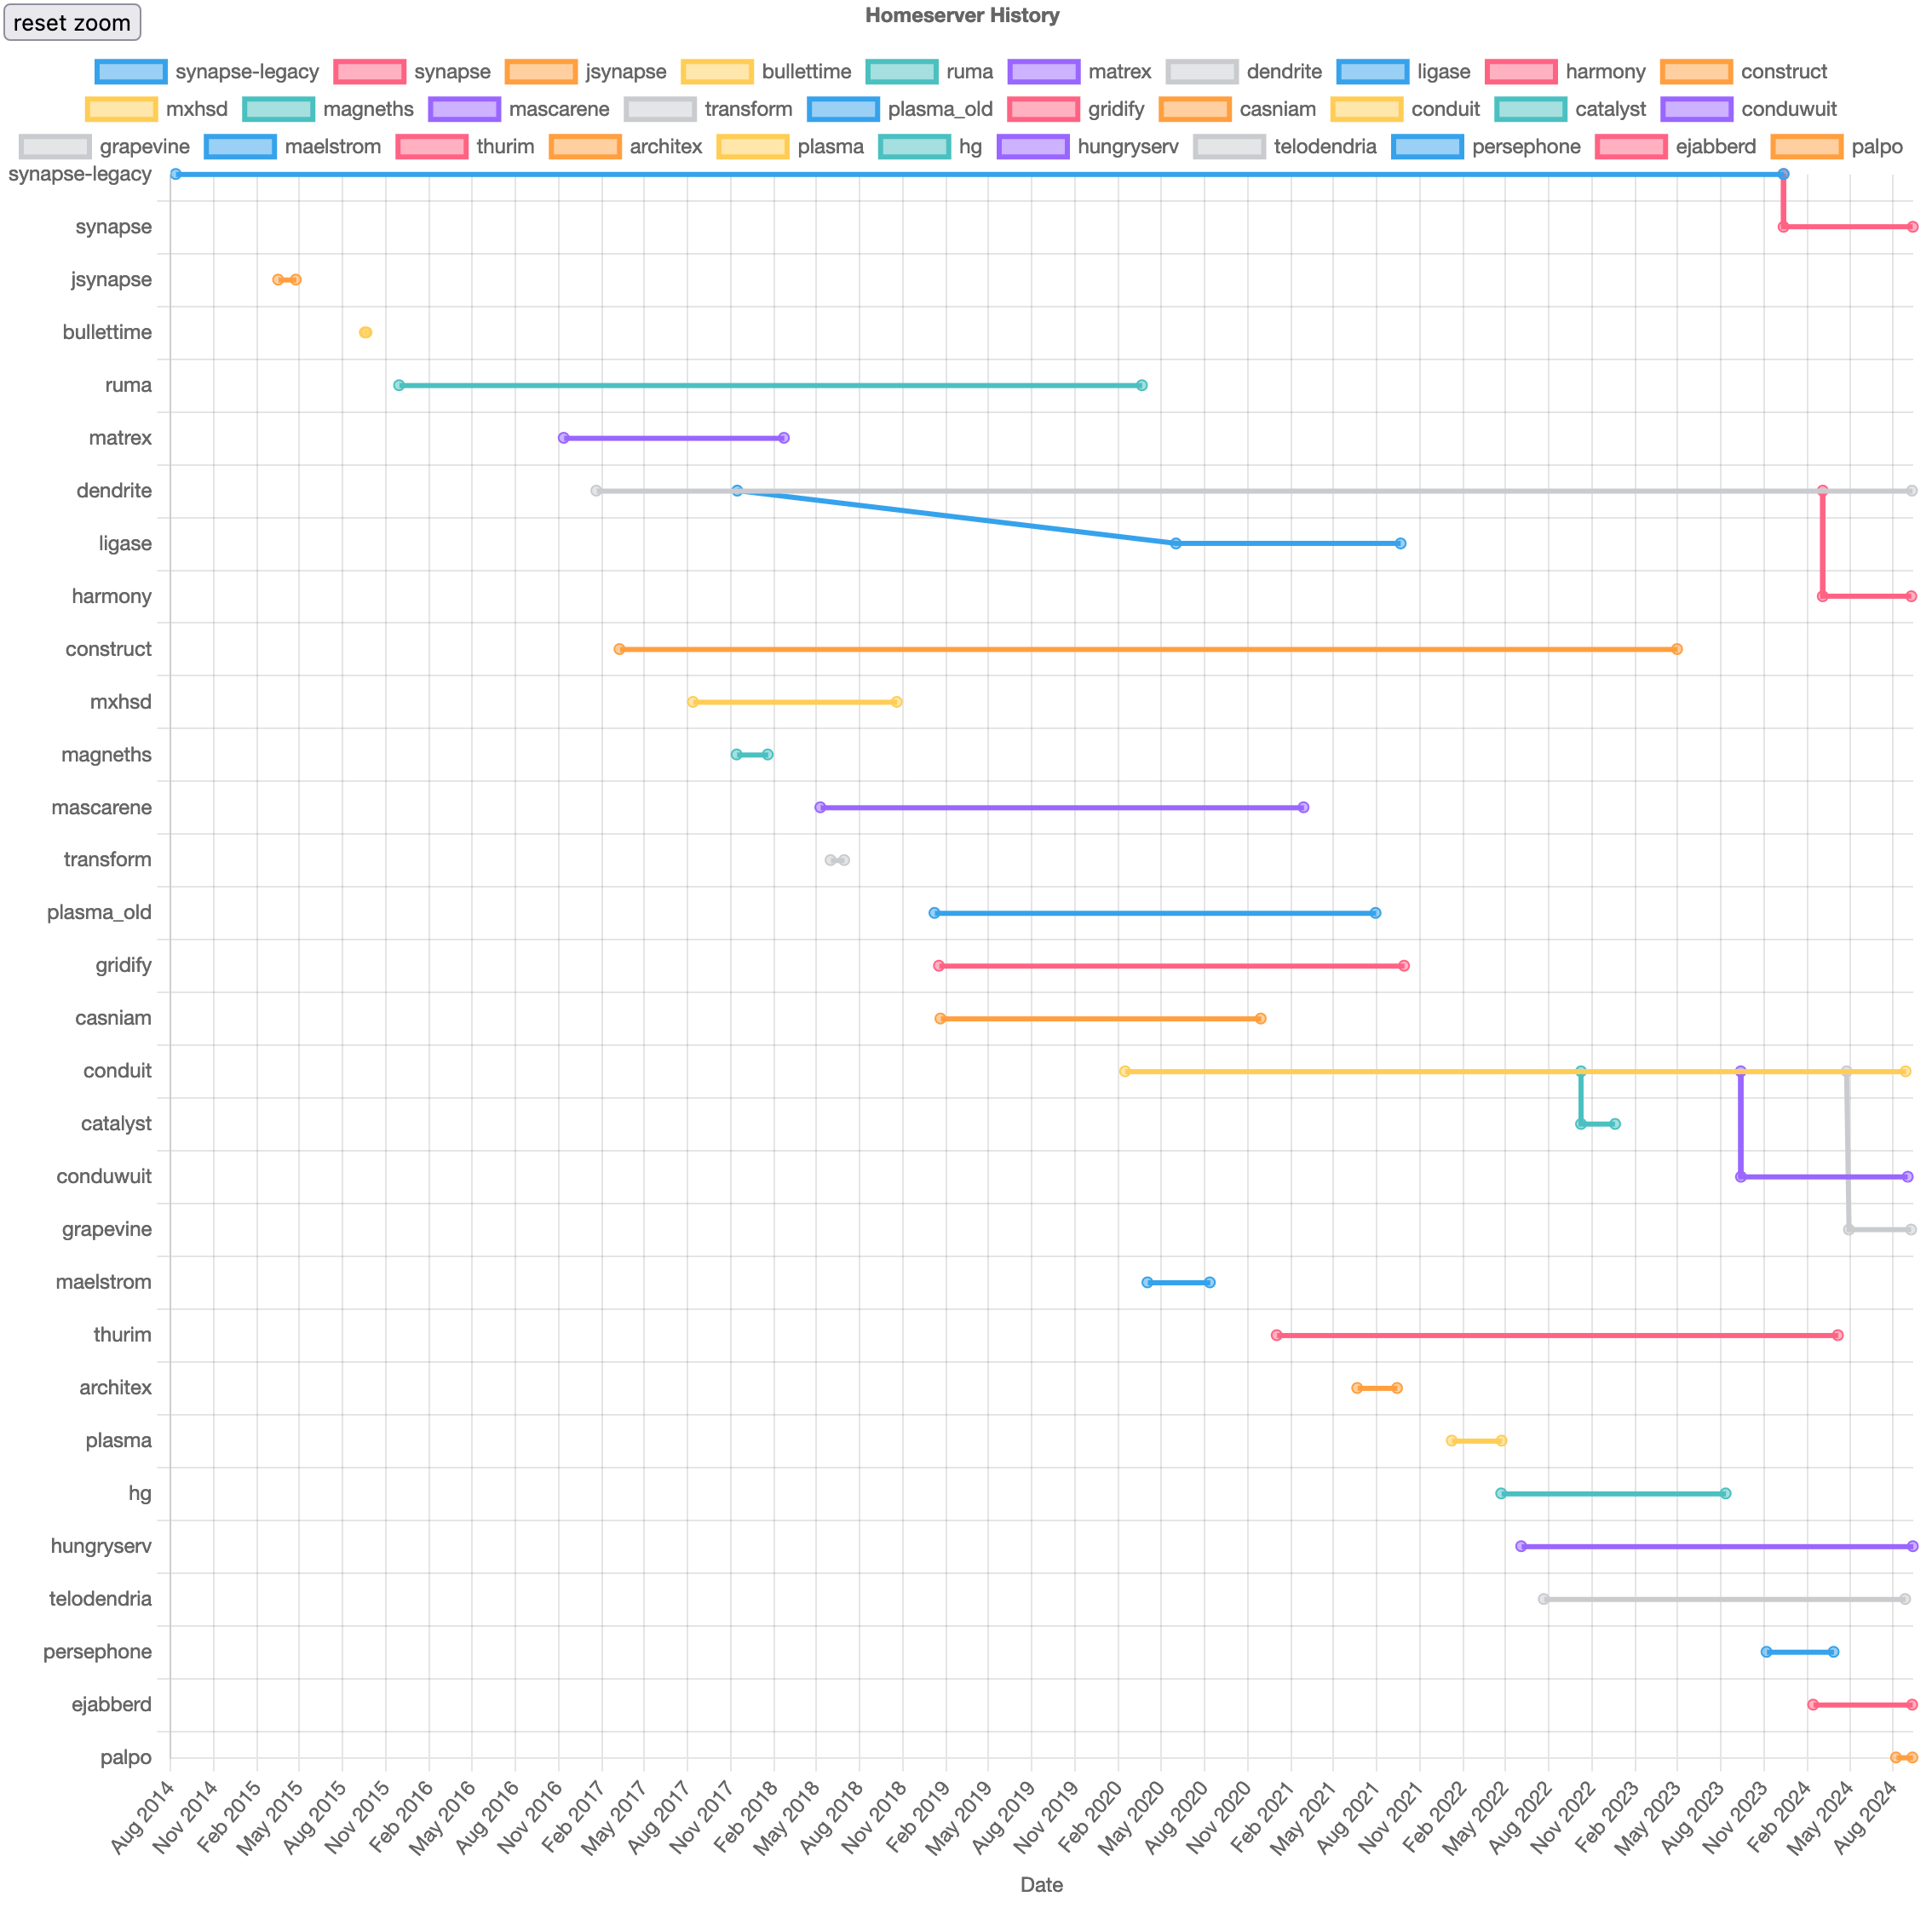 reset zoom
Homeserver History
synapse-legacy synapse jsynapse bullettime ruma matrex dendrite ligase harmony construct
mxhsd magneths mascarene transform plasma_old gridify casniam conduit catalyst conduwuit
grapevine maelstrom thurim architex plasma hg hungryserv telodendria persephone ejabberd palpo
synapse-legacy
synapse
jsynapse
bullettime
ruma
matrex
dendrite
ligase
harmony
construct
mxhsd
magneths
mascarene
transform
plasma_old
gridify
casniam
conduit
catalyst
conduwuit
grapevine
maelstrom
thurim
architex
plasma
hg
hungryserv
telodendria
persephone
ejabberd
palpo
Aug 2014 Nov 2014 Feb 2015 May 2015 Aug 2015 Nov 2015 Feb 2016 May 2016 Aug 2016 Nov 2016 Feb 2017 May 2017 Aug 2017 Nov 2017 Feb 2018 May 2018 Aug 2018 Nov 2018 Feb 2019 May 2019 Aug 2019 Nov 2019 Feb 2020 May 2020 Aug 2020 Nov 2020 Feb 2021 May 2021 Aug 2021 Nov 2021 Feb 2022 May 2022 Aug 2022 Nov 2022 Feb 2023 May 2023 Aug 2023 Nov 2023 Feb 2024 May 2024 Aug 2024
Date